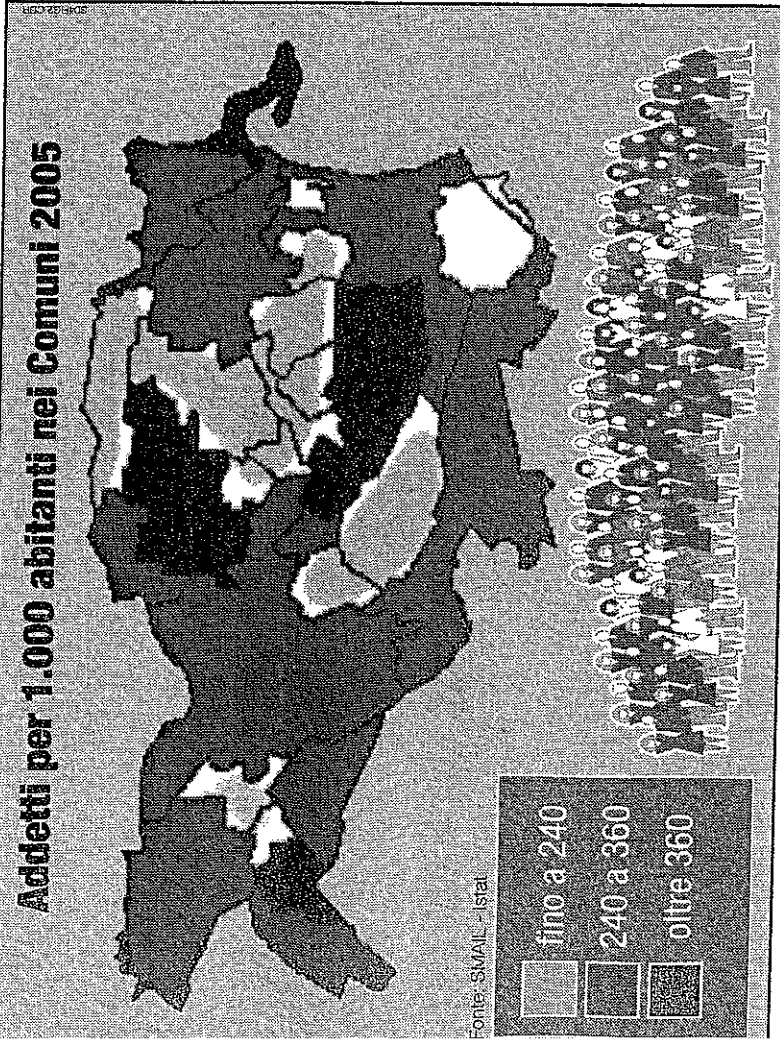 Addetti per 1.000 abitanti nei Comuni 2005
Fonte: SMAIL - Istat
fino a 240
240 a 360
oltre 360